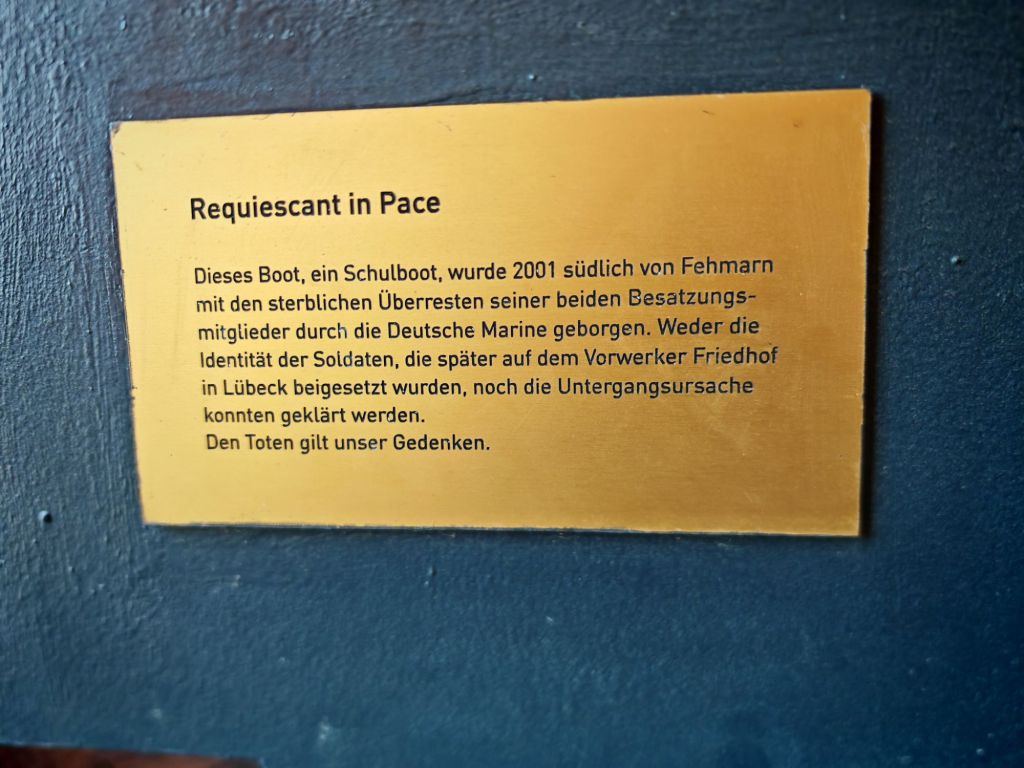 Requiescant in Pace
Dieses Boot, ein Schulboot, wurde 2001 südlich von Fehmarn
mit den sterblichen Überresten seiner beiden Besatzungs-
mitglieder durch die Deutsche Marine geborgen. Weder die
Identität der Soldaten, die später auf dem Vorwerker Friedhof
in Lübeck beigesetzt wurden, noch die Untergangsursache
konnten geklärt werden.
Den Toten gilt unser Gedenken.